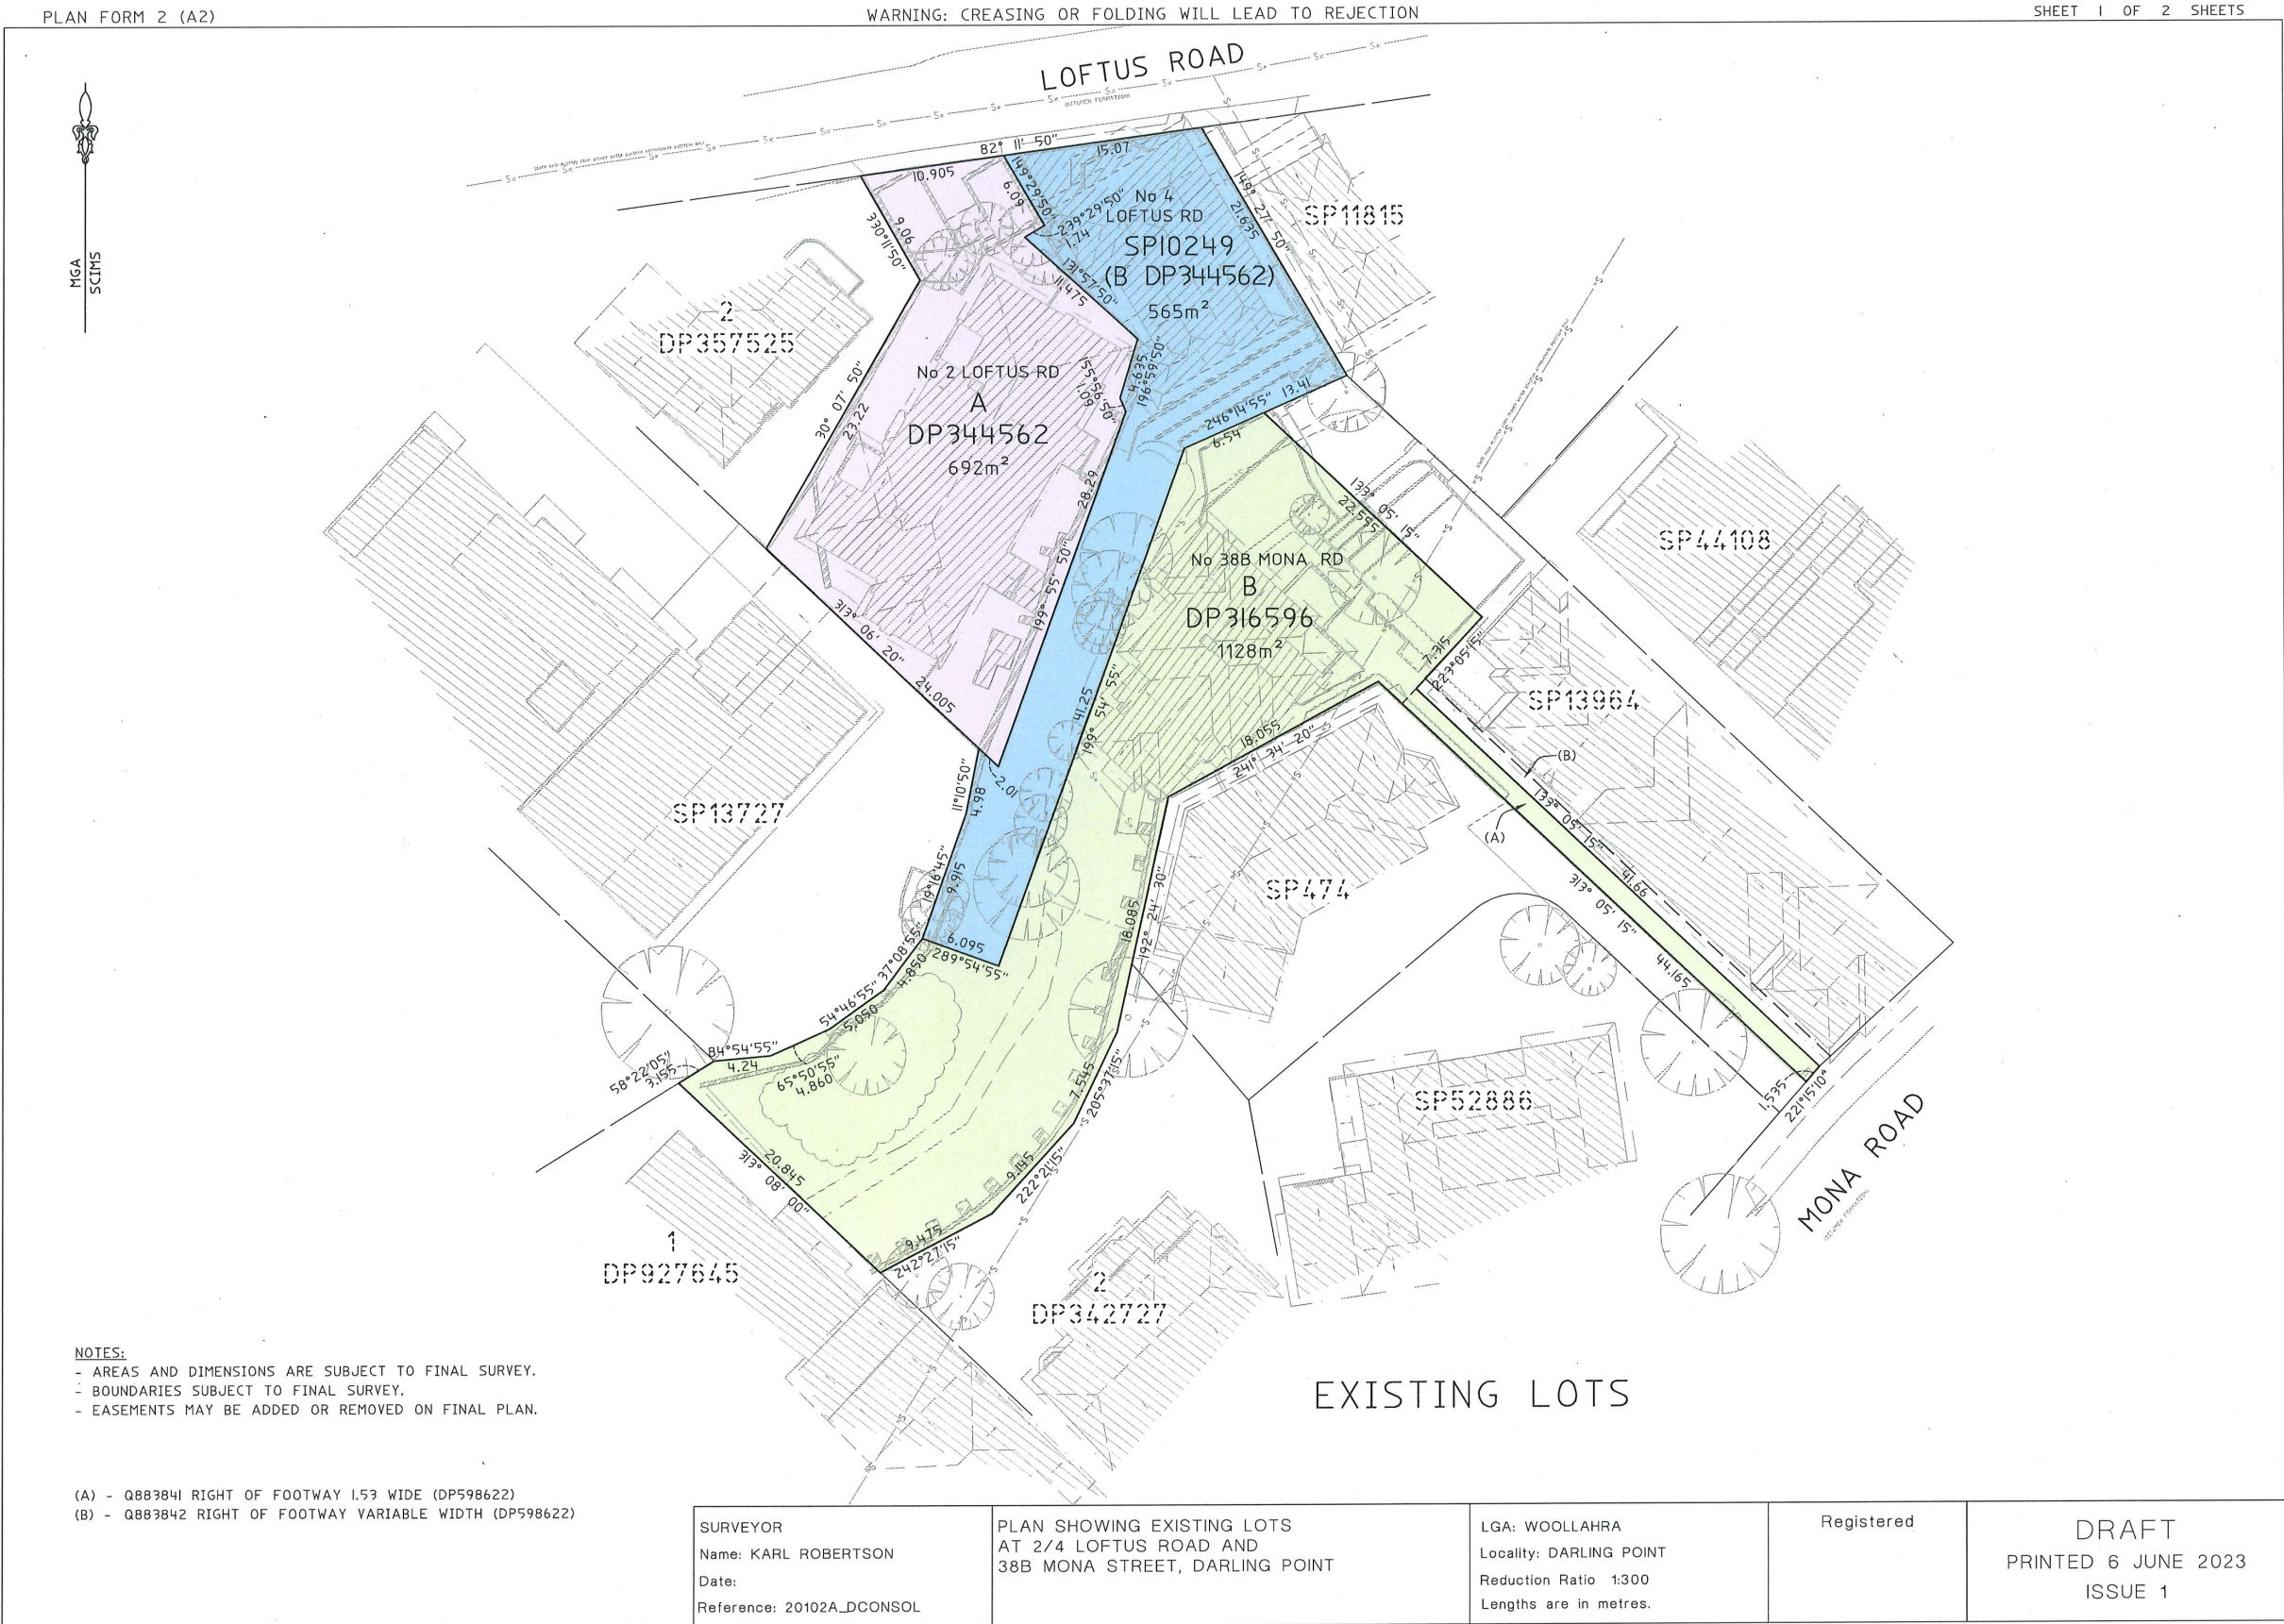 PLAN FORM 2 (A2)
WARNING: CREASING OR FOLDING WILL LEAD TO REJECTION
SHEET 1 OF 2 SHEETS
LOFTUS ROAD
MGA
SCIMS
82° 11' 50"
10.905
15.07
149°29'50"
6.09
239°29'50"
1.74
330°11'50"
9.06
No 4
LOFTUS RD
SP10249
(B DP344562)
565m²
149° 27' 50"
21.635
SP11815
131°57'50"
11.475
2
DP357525
30° 07' 50"
23.22
No 2 LOFTUS RD
A
DP344562
692m²
155°56'50"
1.09
4.635
196°59'50"
246°14'55"
13.41
6.54
28.29
199° 55' 50"
133° 05' 15"
22.555
SP44108
No 38B MONA RD
B
DP316596
1128m²
313° 06' 20"
24.005
7.315
223°05'15"
SP13964
41.25
199° 54' 55"
18.055
241° 34' 20"
(B)
(A)
SP13727
11°10'50"
4.98
2.01
133° 05' 15"
41.66
313° 05' 15"
44.165
SP474
19°16'45"
9.915
18.085
192° 24' 30"
6.095
289°54'55"
37°08'55"
4.850
54°46'55"
5.050
84°54'55"
4.24
65°50'55"
4.860
58°22'05"
3.155
7.545
205°37'15"
SP52886
1.535
221°15'10"
MONA ROAD
20.845
313° 08' 00"
9.145
222°21'15"
9.475
242°27'15"
1
DP927645
2
DP342727
NOTES:
- AREAS AND DIMENSIONS ARE SUBJECT TO FINAL SURVEY.
- BOUNDARIES SUBJECT TO FINAL SURVEY.
- EASEMENTS MAY BE ADDED OR REMOVED ON FINAL PLAN.
EXISTING LOTS
(A) - Q883841 RIGHT OF FOOTWAY 1.53 WIDE (DP598622)
(B) - Q883842 RIGHT OF FOOTWAY VARIABLE WIDTH (DP598622)
SURVEYOR
Name: KARL ROBERTSON
Date:
Reference: 20102A_DCONSOL
PLAN SHOWING EXISTING LOTS
AT 2/4 LOFTUS ROAD AND
38B MONA STREET, DARLING POINT
LGA: WOOLLAHRA
Locality: DARLING POINT
Reduction Ratio 1:300
Lengths are in metres.
Registered
DRAFT
PRINTED 6 JUNE 2023
ISSUE 1